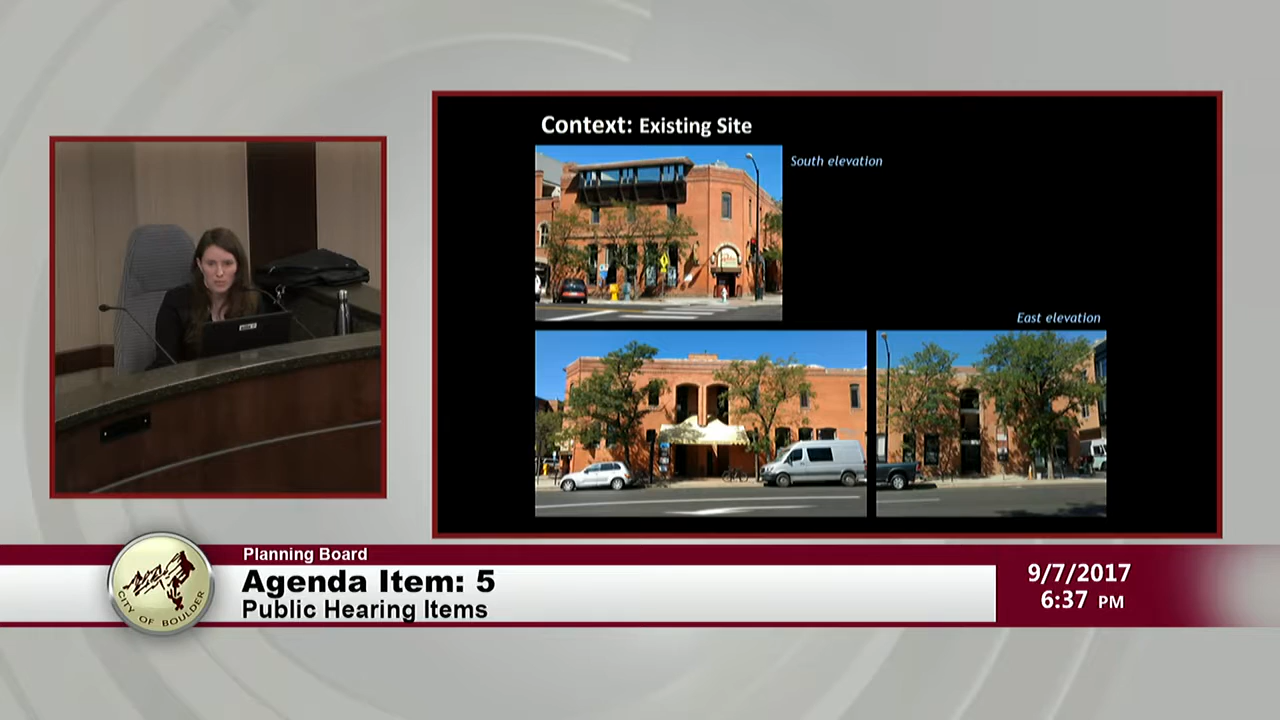 Context: Existing Site
South elevation
East elevation
Planning Board
Agenda Item: 5
Public Hearing Items
CITY OF BOULDER
9/7/2017
6:37 PM